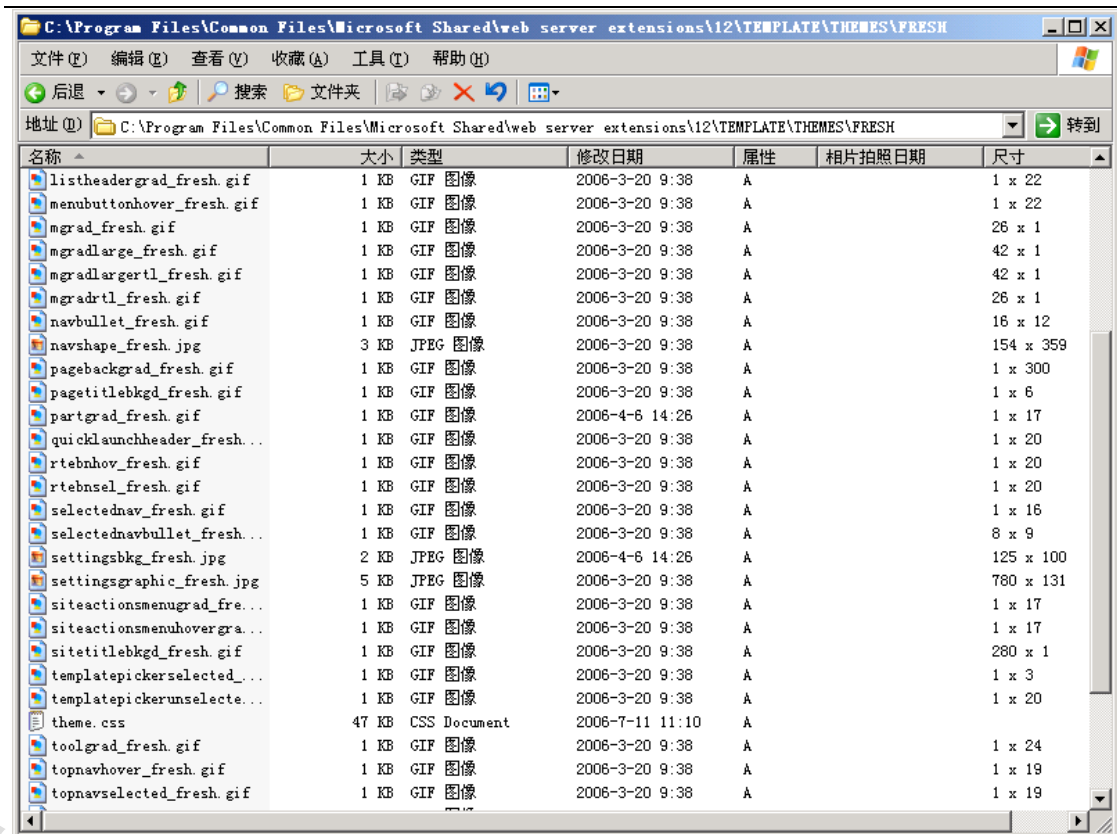 C:\Program Files\Common Files\Microsoft Shared\web server extensions\12\TEMPLATE\THEMES\FRESH
文件(F) 编辑(E) 查看(V) 收藏(A) 工具(T) 帮助(H)
后退 搜索 文件夹
地址(D) C:\Program Files\Common Files\Microsoft Shared\web server extensions\12\TEMPLATE\THEMES\FRESH 转到
名称 大小 类型 修改日期 属性 相片拍照日期 尺寸
listheadergrad_fresh.gif 1 KB GIF 图像 2006-3-20 9:38 A 1 x 22
menubuttonhover_fresh.gif 1 KB GIF 图像 2006-3-20 9:38 A 1 x 22
mgrad_fresh.gif 1 KB GIF 图像 2006-3-20 9:38 A 26 x 1
mgradlarge_fresh.gif 1 KB GIF 图像 2006-3-20 9:38 A 42 x 1
mgradlargertl_fresh.gif 1 KB GIF 图像 2006-3-20 9:38 A 42 x 1
mgradrtl_fresh.gif 1 KB GIF 图像 2006-3-20 9:38 A 26 x 1
navbullet_fresh.gif 1 KB GIF 图像 2006-3-20 9:38 A 16 x 12
navshape_fresh.jpg 3 KB JPEG 图像 2006-3-20 9:38 A 154 x 359
pagebackgrad_fresh.gif 1 KB GIF 图像 2006-3-20 9:38 A 1 x 300
pagetitlebkgd_fresh.gif 1 KB GIF 图像 2006-3-20 9:38 A 1 x 6
partgrad_fresh.gif 1 KB GIF 图像 2006-4-6 14:26 A 1 x 17
quicklaunchheader_fresh... 1 KB GIF 图像 2006-3-20 9:38 A 1 x 20
rtebnhov_fresh.gif 1 KB GIF 图像 2006-3-20 9:38 A 1 x 20
rtebnsel_fresh.gif 1 KB GIF 图像 2006-3-20 9:38 A 1 x 20
selectednav_fresh.gif 1 KB GIF 图像 2006-3-20 9:38 A 1 x 16
selectednavbullet_fresh... 1 KB GIF 图像 2006-3-20 9:38 A 8 x 9
settingsbkg_fresh.jpg 2 KB JPEG 图像 2006-4-6 14:26 A 125 x 100
settingsgraphic_fresh.jpg 5 KB JPEG 图像 2006-3-20 9:38 A 780 x 131
siteactionsmenugrad_fre... 1 KB GIF 图像 2006-3-20 9:38 A 1 x 17
siteactionsmenuhovergra... 1 KB GIF 图像 2006-3-20 9:38 A 1 x 17
sitetitlebkgd_fresh.gif 1 KB GIF 图像 2006-3-20 9:38 A 280 x 1
templatepickerselected_... 1 KB GIF 图像 2006-3-20 9:38 A 1 x 3
templatepickerunselecte... 1 KB GIF 图像 2006-3-20 9:38 A 1 x 20
theme.css 47 KB CSS Document 2006-7-11 11:10 A
toolgrad_fresh.gif 1 KB GIF 图像 2006-3-20 9:38 A 1 x 24
topnavhover_fresh.gif 1 KB GIF 图像 2006-3-20 9:38 A 1 x 19
topnavselected_fresh.gif 1 KB GIF 图像 2006-3-20 9:38 A 1 x 19